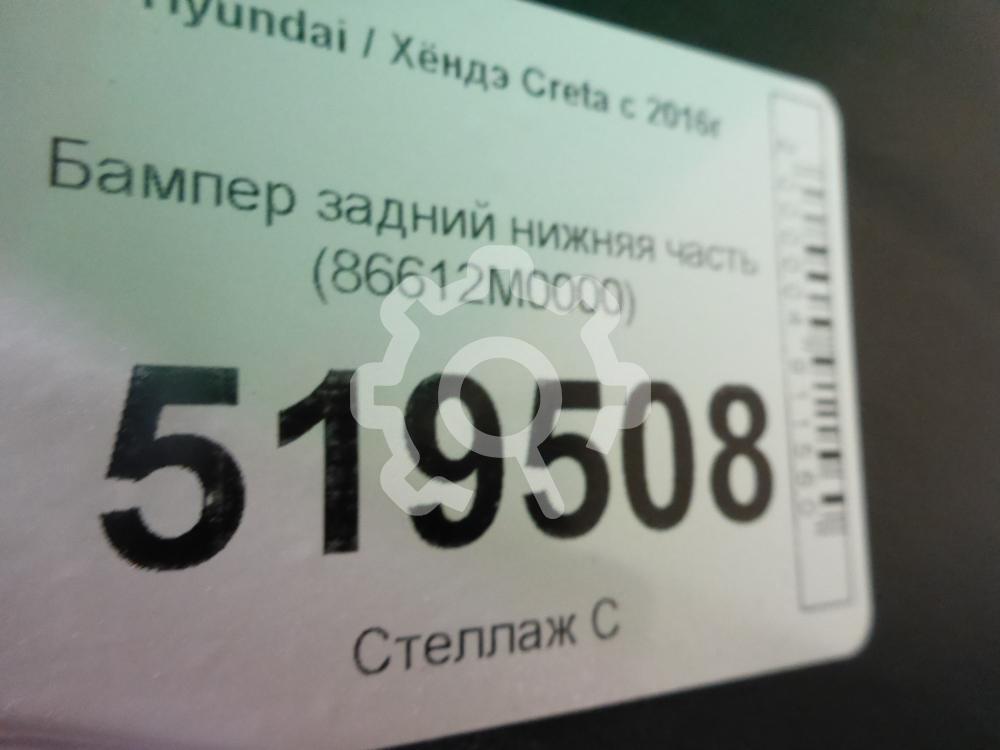 Hyundai / Хёндэ Creta с 2016г
Бампер задний нижняя часть
(86612M0000)
519508
Стеллаж С